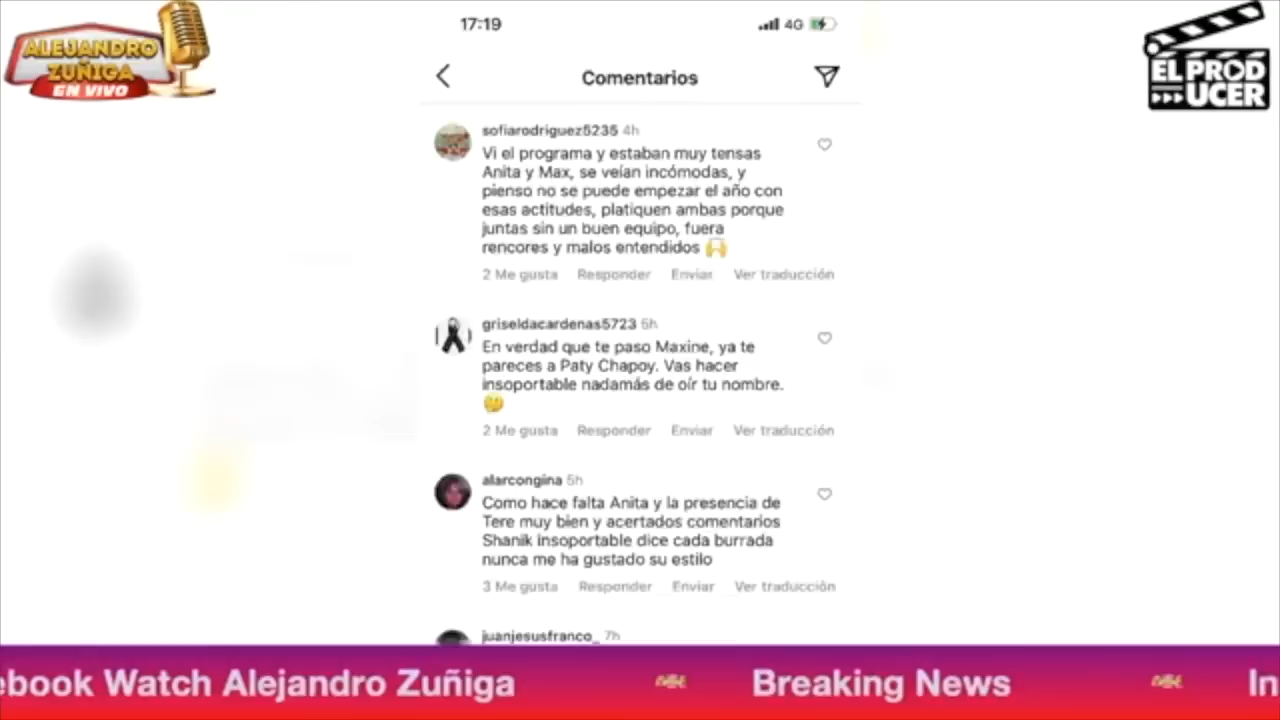 ALEJANDRO
ZUÑIGA
EN VIVO
17:19
4G
EL PRODUCER
Comentarios
sofiarodriguez5235 4h
Vi el programa y estaban muy tensas
Anita y Max, se veían incómodas, y
pienso no se puede empezar el año con
esas actitudes, platiquen ambas porque
juntas sin un buen equipo, fuera
rencores y malos entendidos 🙌
2 Me gusta Responder Enviar Ver traducción
griseldacardenas5723 5h
En verdad que te paso Maxine, ya te
pareces a Paty Chapoy. Vas hacer
insoportable nadamás de oír tu nombre.
🤔
2 Me gusta Responder Enviar Ver traducción
alarcongina 5h
Como hace falta Anita y la presencia de
Tere muy bien y acertados comentarios
Shanik insoportable dice cada burrada
nunca me ha gustado su estilo
3 Me gusta Responder Enviar Ver traducción
juanjesusfranco_ 7h
ebook Watch Alejandro Zuñiga Breaking News In